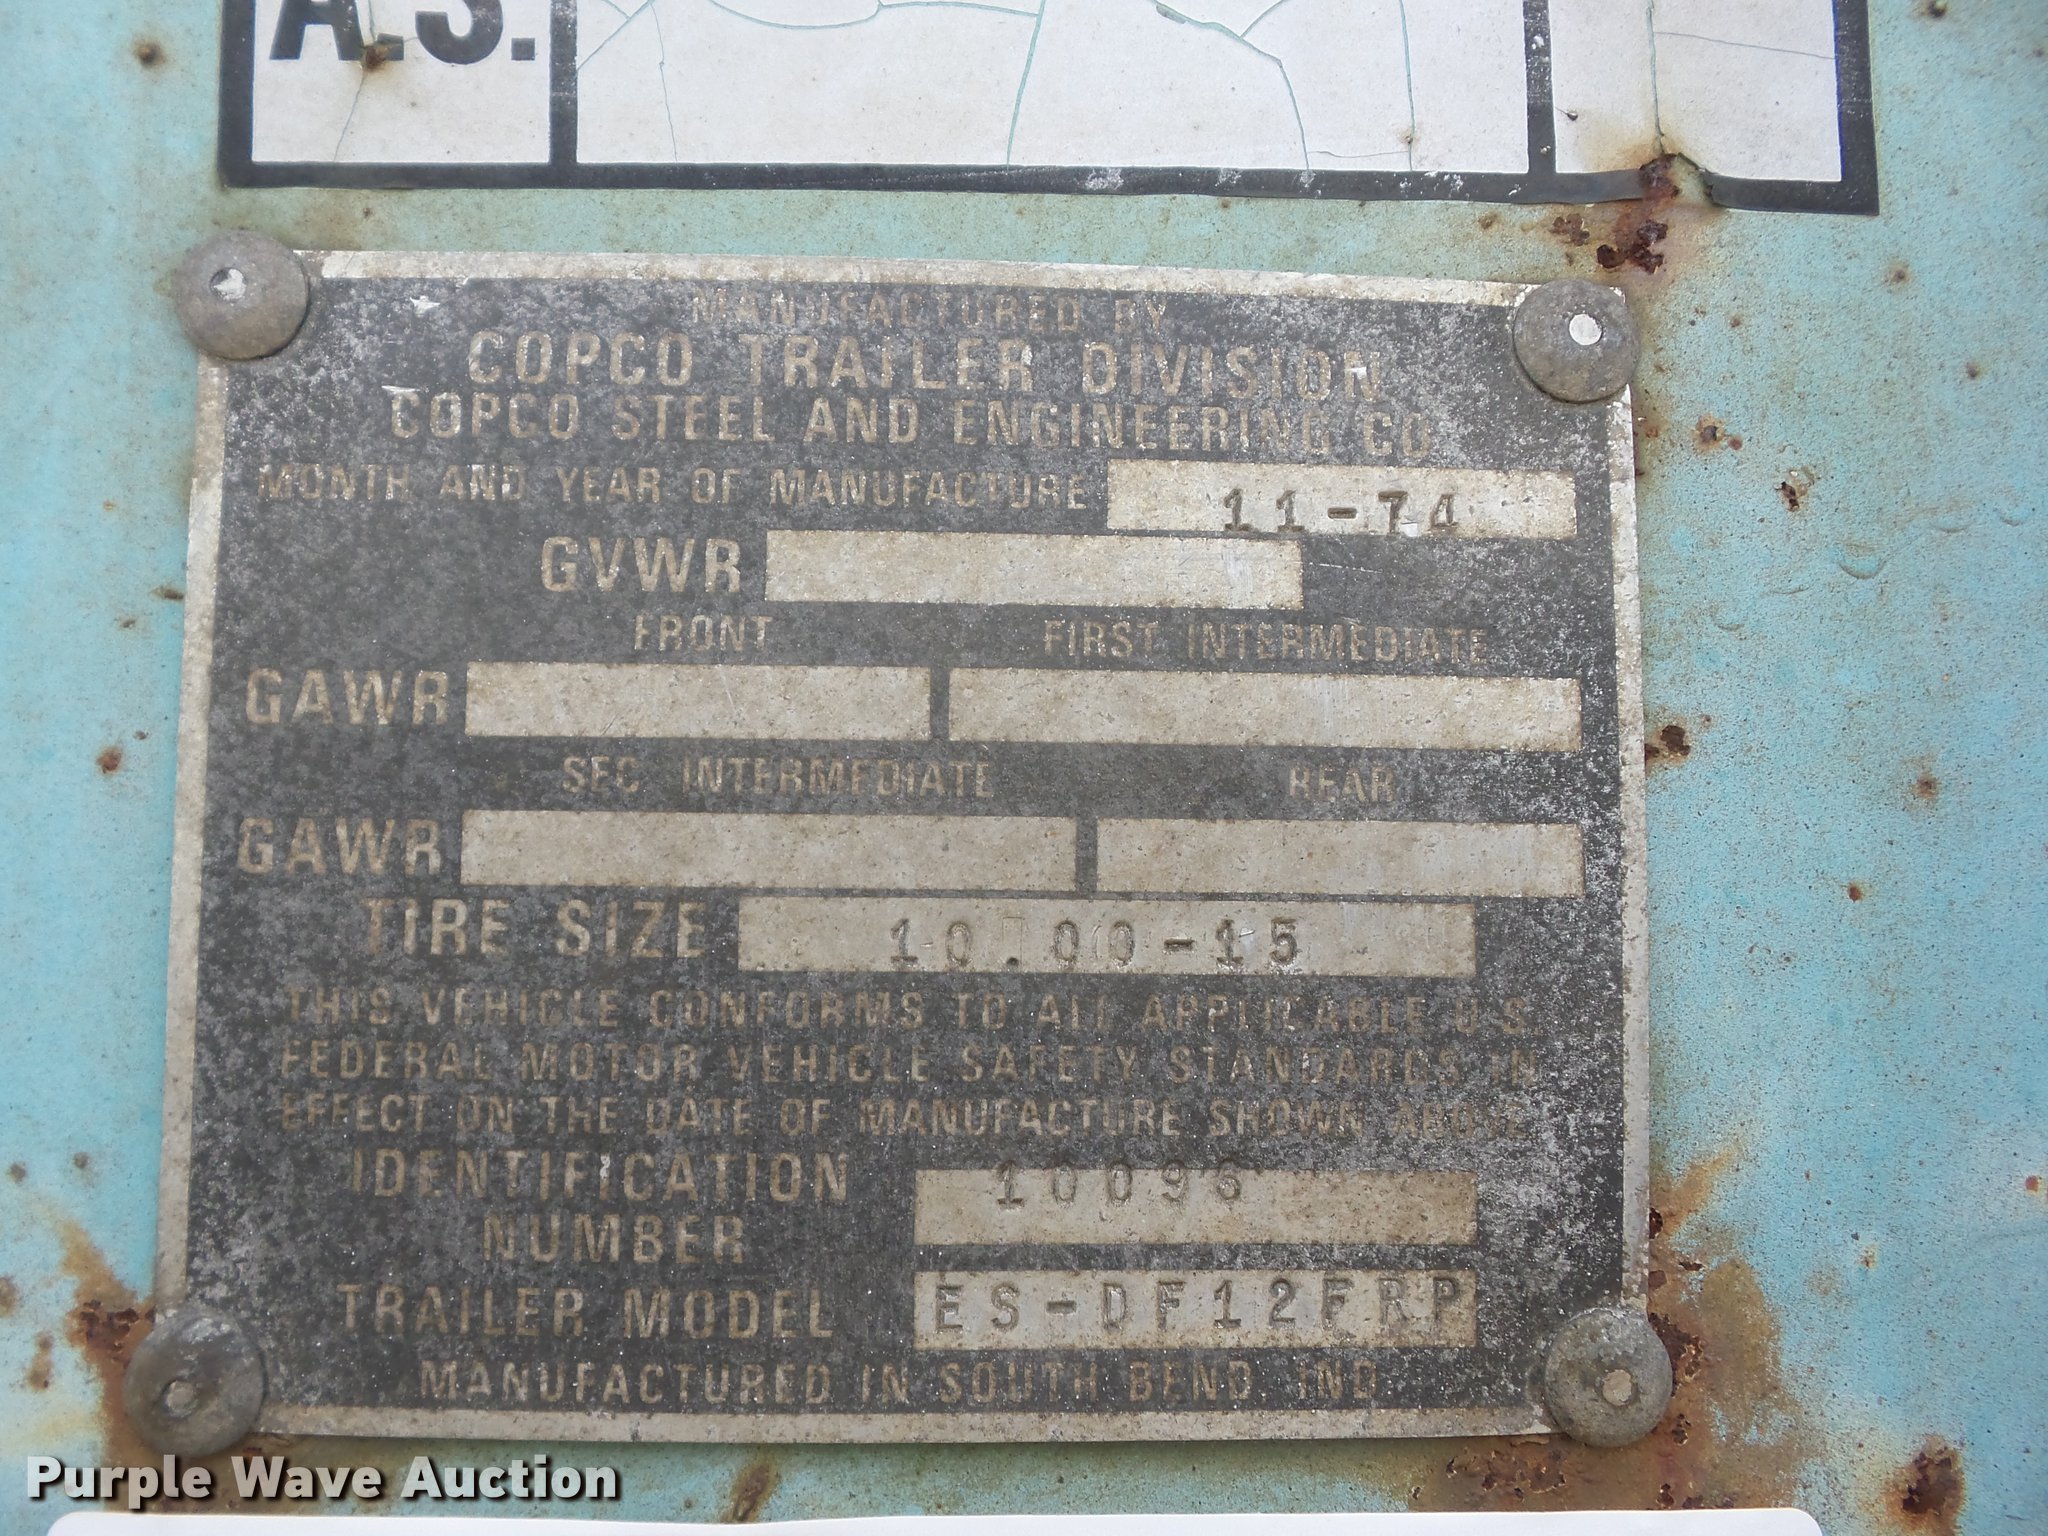 A.S.
MANUFACTURED BY
COPCO TRAILER DIVISION
COPCO STEEL AND ENGINEERING CO
MONTH AND YEAR OF MANUFACTURE 11-74
GVWR
FRONT FIRST INTERMEDIATE
GAWR
SEC. INTERMEDIATE REAR
GAWR
TIRE SIZE 10.00-15
THIS VEHICLE CONFORMS TO ALL APPLICABLE U.S.
FEDERAL MOTOR VEHICLE SAFETY STANDARDS IN
EFFECT ON THE DATE OF MANUFACTURE SHOWN ABOVE
IDENTIFICATION 10096
NUMBER
TRAILER MODEL ES-DF12FRP
MANUFACTURED IN SOUTH BEND IND
Purple Wave Auction